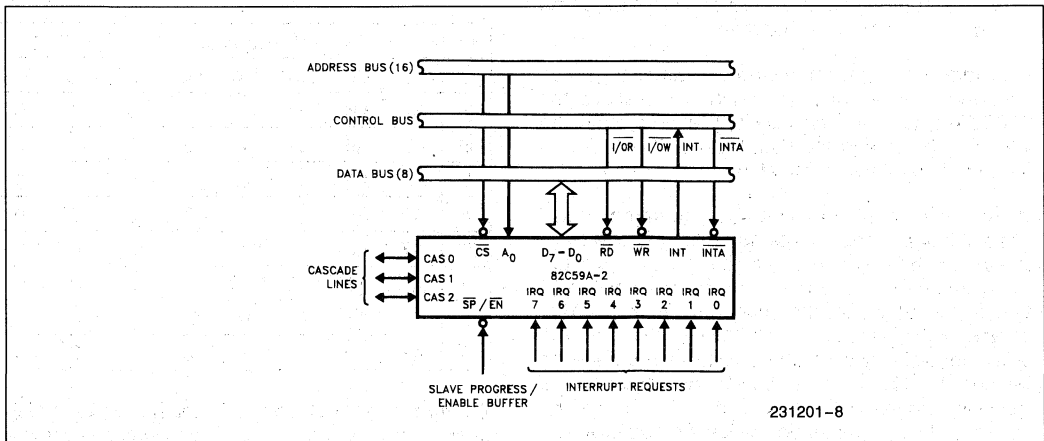 ADDRESS BUS (16)
CONTROL BUS
I/OR I/OW INT INTA
DATA BUS (8)
CS A0 D7 - D0 RD WR INT INTA
82C59A-2
CASCADE LINES
CAS 0
CAS 1
CAS 2
SP / EN
IRQ IRQ IRQ IRQ IRQ IRQ IRQ IRQ
7 6 5 4 3 2 1 0
SLAVE PROGRESS /
ENABLE BUFFER
INTERRUPT REQUESTS
231201-8